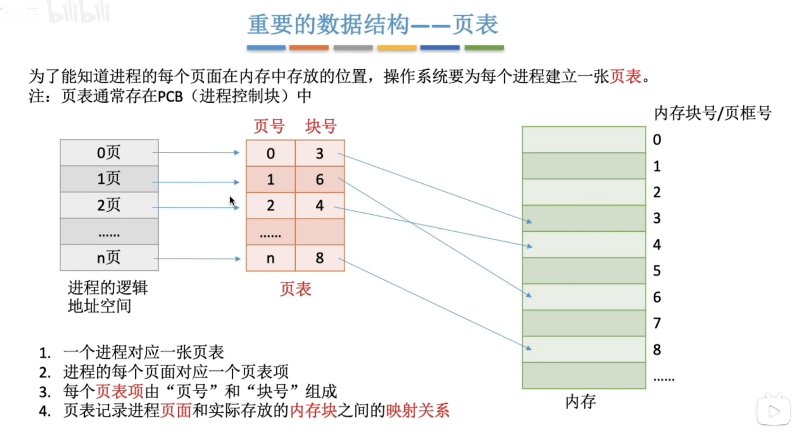 bilibili
重要的数据结构——页表
为了能知道进程的每个页面在内存中存放的位置，操作系统要为每个进程建立一张页表。
注：页表通常存在PCB（进程控制块）中
内存块号/页框号
页号 块号
0页
1页
2页
……
n页
0 3
1 6
2 4
……
n 8
0
1
2
3
4
5
6
7
8
……
进程的逻辑
地址空间
页表
内存
1. 一个进程对应一张页表
2. 进程的每个页面对应一个页表项
3. 每个页表项由“页号”和“块号”组成
4. 页表记录进程页面和实际存放的内存块之间的映射关系